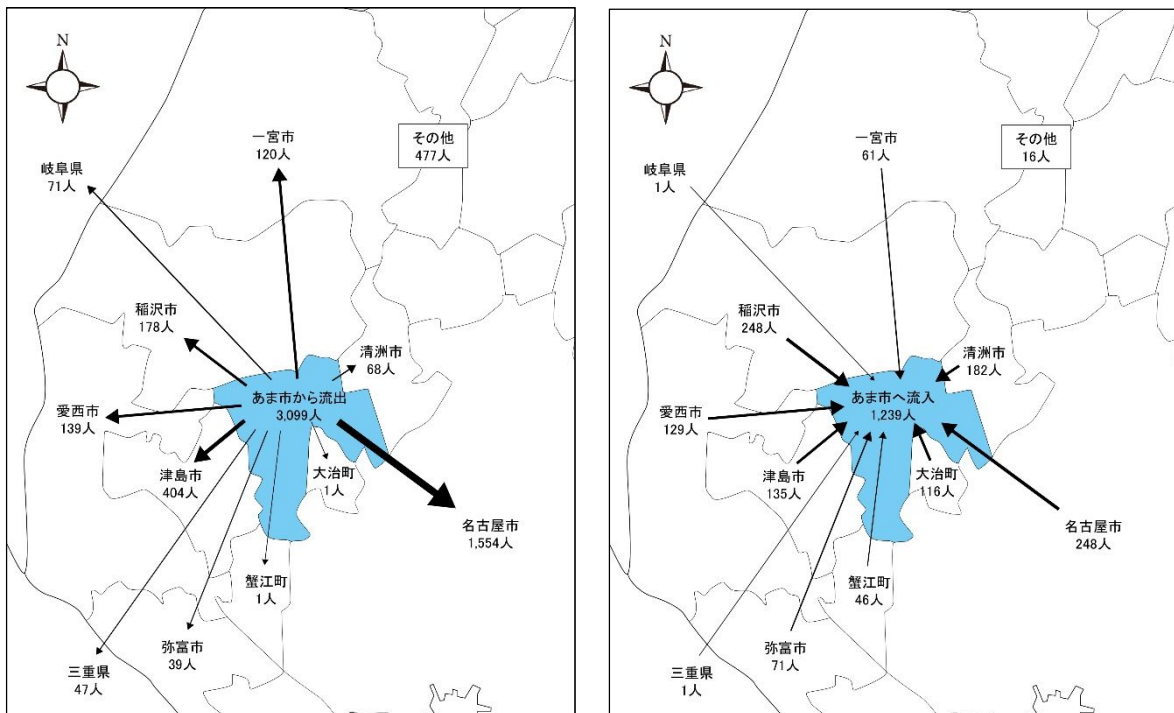 N
一宮市
120人
その他
477人
岐阜県
71人
稲沢市
178人
清洲市
68人
あま市から流出
3,099人
愛西市
139人
津島市
404人
大治町
1人
名古屋市
1,554人
蟹江町
1人
弥富市
39人
三重県
47人
N
一宮市
61人
その他
16人
岐阜県
1人
稲沢市
248人
清洲市
182人
あま市へ流入
1,239人
愛西市
129人
津島市
135人
大治町
116人
名古屋市
248人
蟹江町
46人
弥富市
71人
三重県
1人